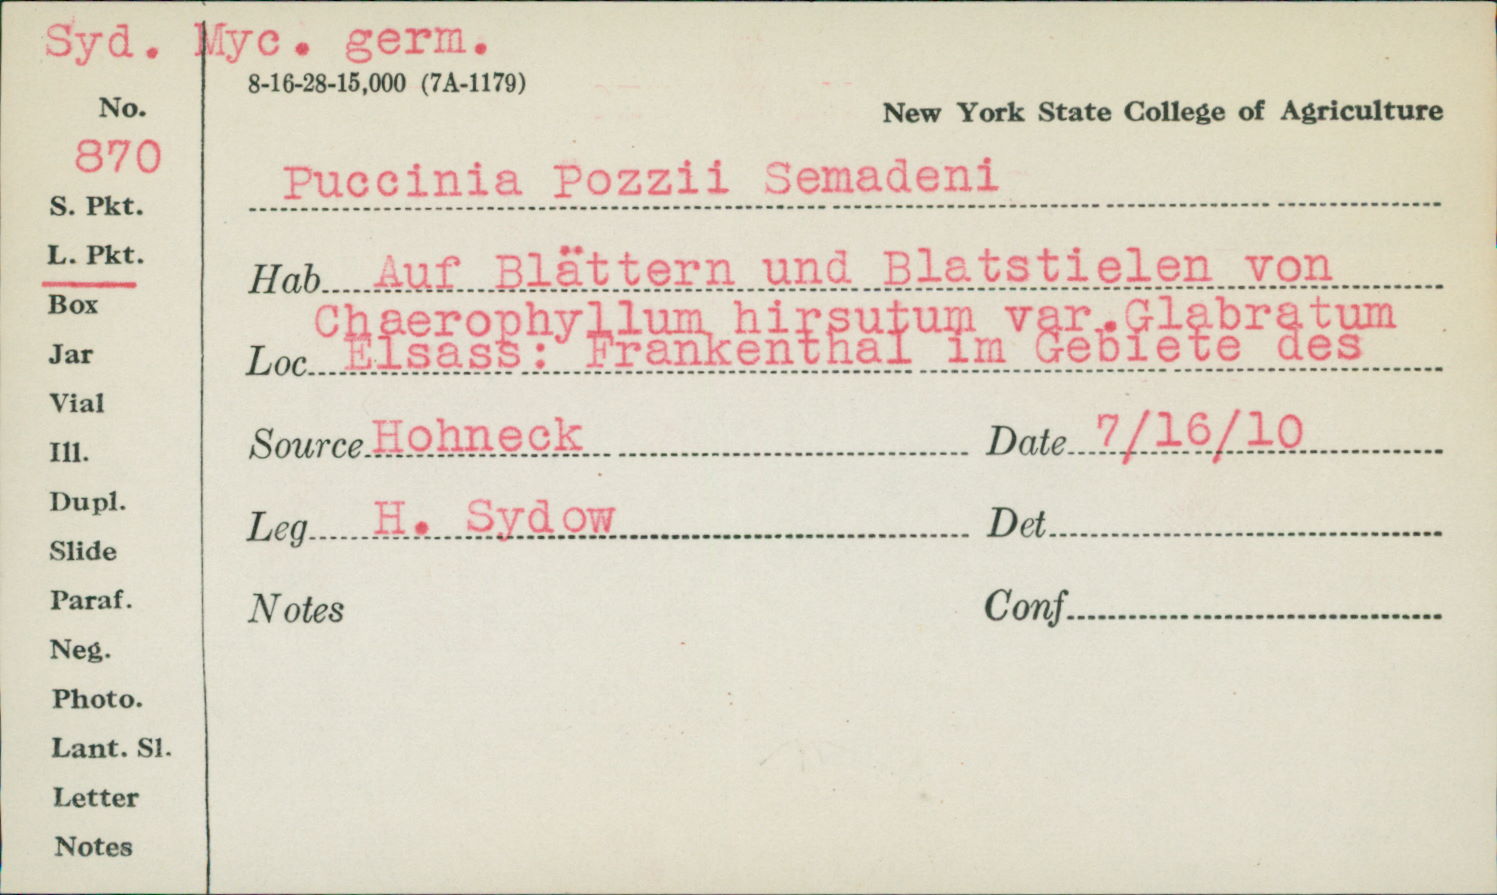 Syd. Myc. germ.
8-16-28-15,000 (7A-1179)
No.
New York State College of Agriculture
870
Puccinia Pozzii Semadeni
S. Pkt.
L. Pkt.
Hab. Auf Blättern und Blatstielen von
Box
Chaerophyllum hirsutum var.Glabratum
Jar
Loc. Elsass: Frankenthal im Gebiete des
Vial
Source Hohneck Date 7/16/10
Ill.
Dupl.
Leg. H. Sydow Det.
Slide
Paraf.
Notes Conf.
Neg.
Photo.
Lant. Sl.
Letter
Notes